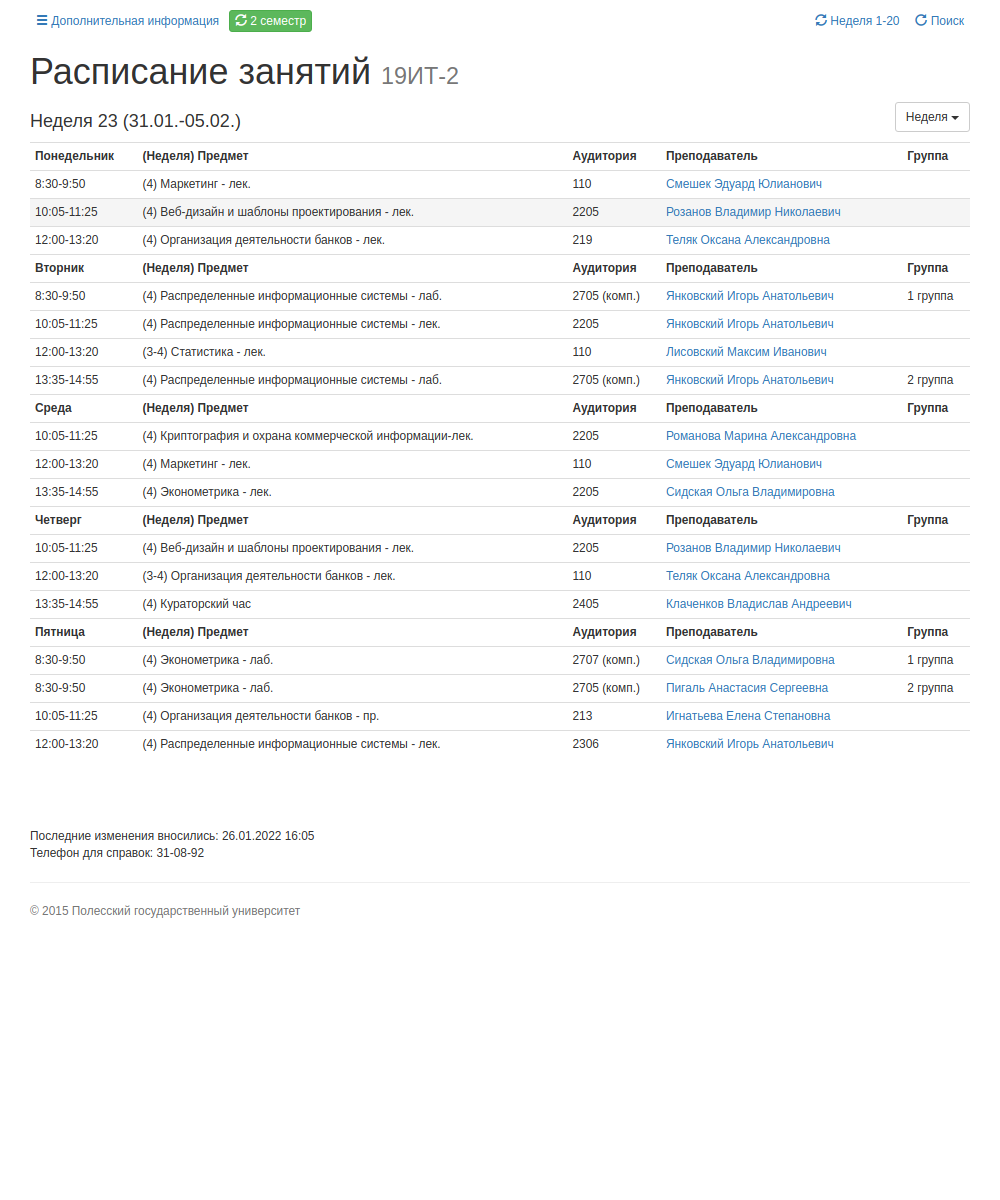 Дополнительная информация 2 семестр Неделя 1-20 Поиск
Расписание занятий 19ИТ-2
Неделя 23 (31.01.-05.02.) Неделя
Понедельник (Неделя) Предмет Аудитория Преподаватель Группа
8:30-9:50 (4) Маркетинг - лек. 110 Смешек Эдуард Юлианович
10:05-11:25 (4) Веб-дизайн и шаблоны проектирования - лек. 2205 Розанов Владимир Николаевич
12:00-13:20 (4) Организация деятельности банков - лек. 219 Теляк Оксана Александровна
Вторник (Неделя) Предмет Аудитория Преподаватель Группа
8:30-9:50 (4) Распределенные информационные системы - лаб. 2705 (комп.) Янковский Игорь Анатольевич 1 группа
10:05-11:25 (4) Распределенные информационные системы - лек. 2205 Янковский Игорь Анатольевич
12:00-13:20 (3-4) Статистика - лек. 110 Лисовский Максим Иванович
13:35-14:55 (4) Распределенные информационные системы - лаб. 2705 (комп.) Янковский Игорь Анатольевич 2 группа
Среда (Неделя) Предмет Аудитория Преподаватель Группа
10:05-11:25 (4) Криптография и охрана коммерческой информации-лек. 2205 Романова Марина Александровна
12:00-13:20 (4) Маркетинг - лек. 110 Смешек Эдуард Юлианович
13:35-14:55 (4) Эконометрика - лек. 2205 Сидская Ольга Владимировна
Четверг (Неделя) Предмет Аудитория Преподаватель Группа
10:05-11:25 (4) Веб-дизайн и шаблоны проектирования - лек. 2205 Розанов Владимир Николаевич
12:00-13:20 (3-4) Организация деятельности банков - лек. 110 Теляк Оксана Александровна
13:35-14:55 (4) Кураторский час 2405 Клаченков Владислав Андреевич
Пятница (Неделя) Предмет Аудитория Преподаватель Группа
8:30-9:50 (4) Эконометрика - лаб. 2707 (комп.) Сидская Ольга Владимировна 1 группа
8:30-9:50 (4) Эконометрика - лаб. 2705 (комп.) Пигаль Анастасия Сергеевна 2 группа
10:05-11:25 (4) Организация деятельности банков - пр. 213 Игнатьева Елена Степановна
12:00-13:20 (4) Распределенные информационные системы - лек. 2306 Янковский Игорь Анатольевич
Последние изменения вносились: 26.01.2022 16:05
Телефон для справок: 31-08-92
© 2015 Полесский государственный университет